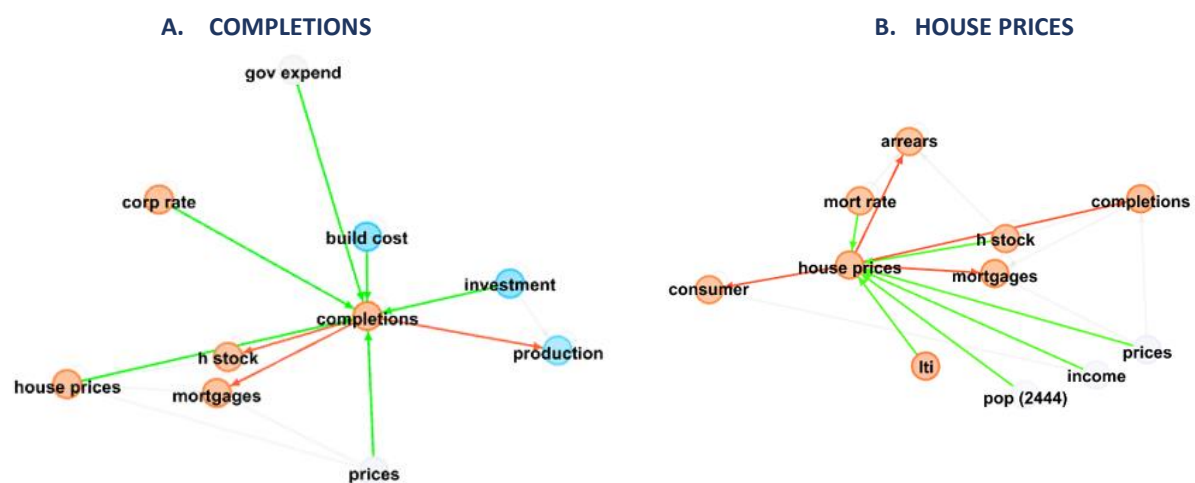 A. COMPLETIONS
gov expend
corp rate
build cost
investment
completions
production
h stock
house prices
mortgages
prices
B. HOUSE PRICES
arrears
mort rate
completions
h stock
house prices
mortgages
consumer
prices
lti
income
pop (2444)